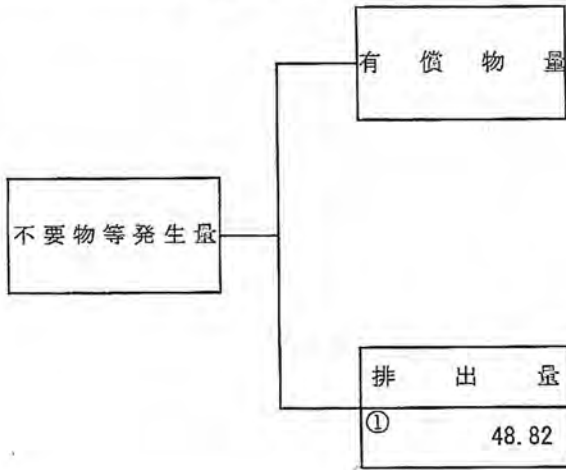 有償物量
不要物等発生量
排出量
①
48.82